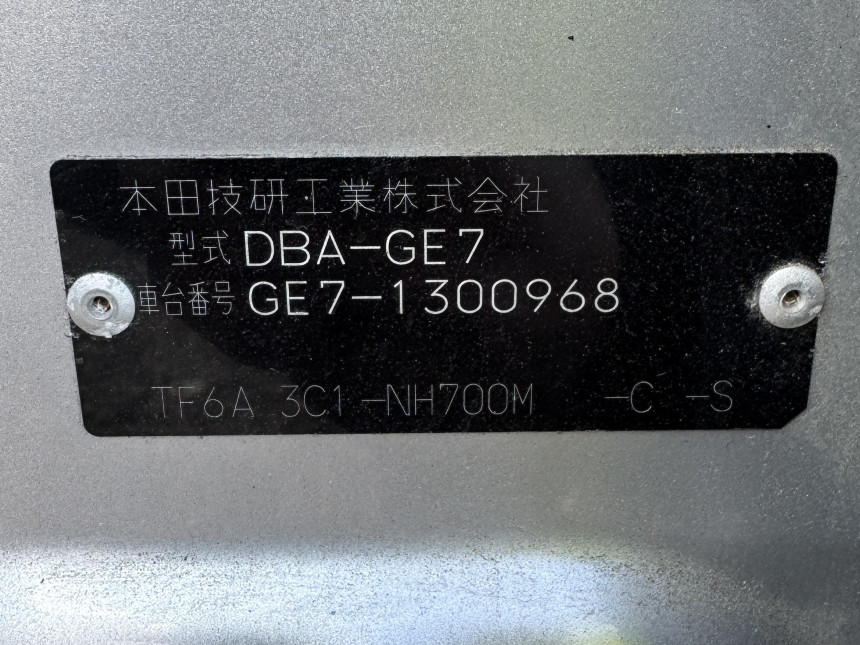 本田技研工業株式会社
型式 DBA-GE7
車台番号 GE7-1300968
TF6A 3C1-NH700M -C -S